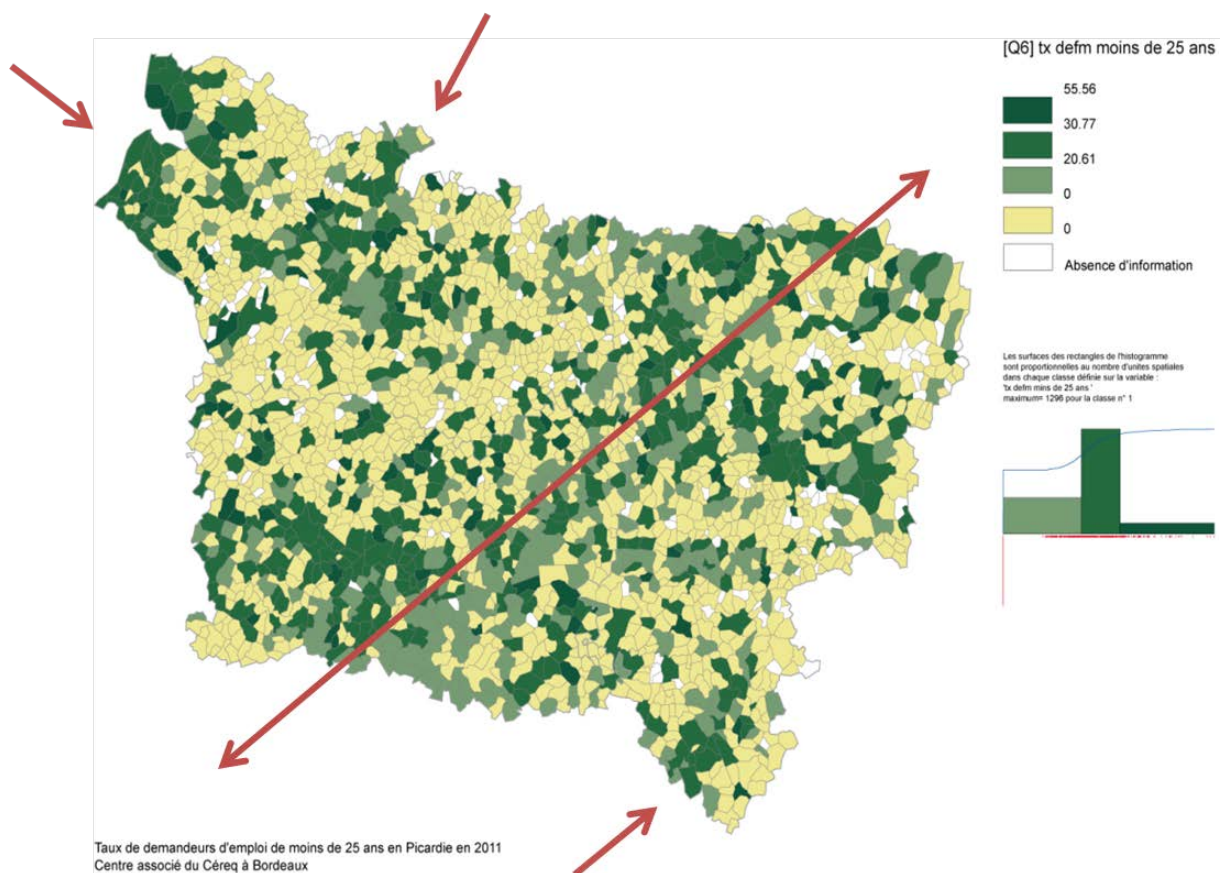 [Q6] tx defm moins de 25 ans
55.56
30.77
20.61
0
0
Absence d'information
Les surfaces des rectangles de l'histogramme
sont proportionnelles au nombre d'unites spatiales
dans chaque classe définie sur la variable :
'tx defm mins de 25 ans '
maximum= 1296 pour la classe n° 1
Taux de demandeurs d'emploi de moins de 25 ans en Picardie en 2011
Centre associé du Céreq à Bordeaux